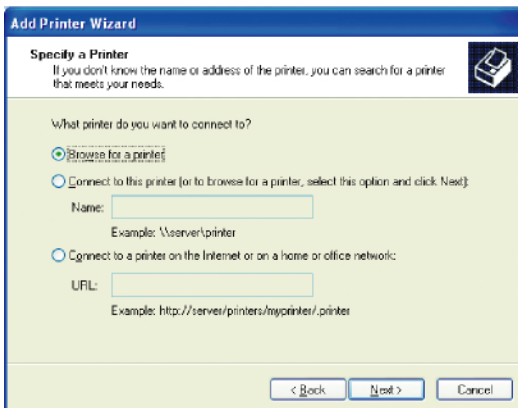 Add Printer Wizard
Specify a Printer
If you don't know the name or address of the printer, you can search for a printer
that meets your needs.
What printer do you want to connect to?
Browse for a printer
Connect to this printer (or to browse for a printer, select this option and click Next):
Name:
Example: \\server\printer
Connect to a printer on the Internet or on a home or office network:
URL:
Example: http://server/printers/myprinter/.printer
< Back Next > Cancel